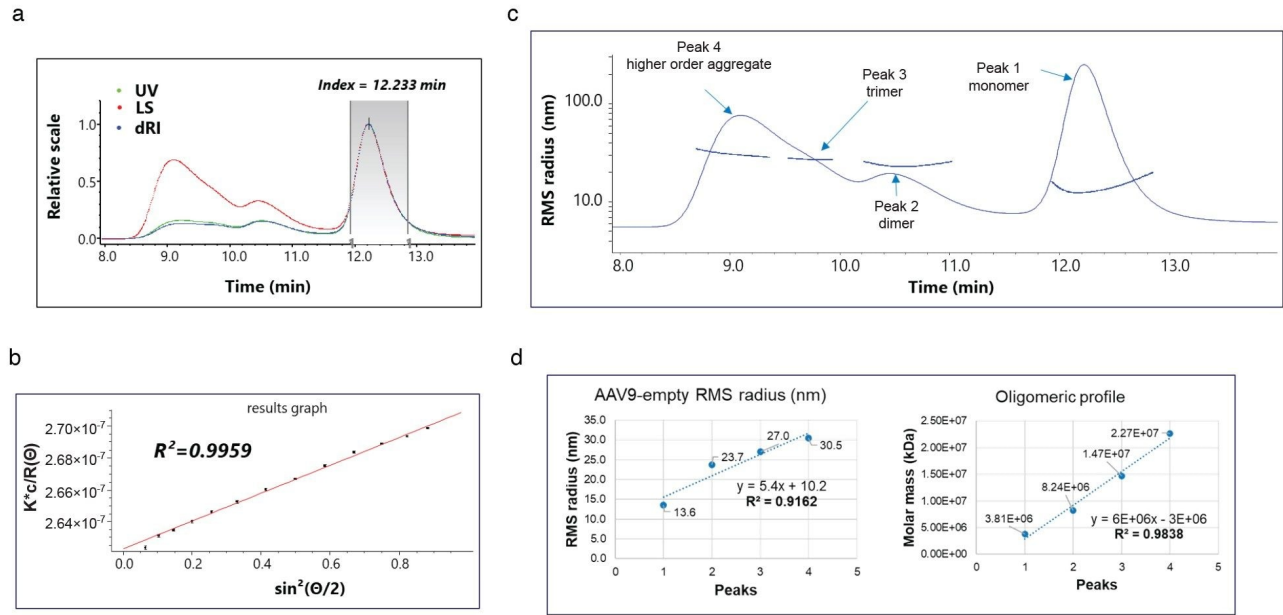 a
UV
LS
dRI
Index = 12.233 min
Relative scale
1.0
0.5
0.0
8.0 9.0 10.0 11.0 12.0 13.0
Time (min)
b
results graph
R²=0.9959
K*c/R(Θ)
2.70×10⁻⁷
2.68×10⁻⁷
2.66×10⁻⁷
2.64×10⁻⁷
0.0 0.2 0.4 0.6 0.8 1.0
sin²(Θ/2)
c
Peak 4
higher order aggregate
Peak 3
trimer
Peak 1
monomer
Peak 2
dimer
RMS radius (nm)
100.0
10.0
8.0 9.0 10.0 11.0 12.0 13.0
Time (min)
d
AAV9-empty RMS radius (nm)
RMS radius (nm)
35.0
30.0
25.0
20.0
15.0
10.0
5.0
0.0
13.6
23.7
27.0
30.5
y = 5.4x + 10.2
R² = 0.9162
0 1 2 3 4 5
Peaks
Oligomeric profile
Molar mass (kDa)
2.50E+07
2.00E+07
1.50E+07
1.00E+07
5.00E+06
0.00E+00
3.81E+06
8.24E+06
1.47E+07
2.27E+07
y = 6E+06x - 3E+06
R² = 0.9838
0 1 2 3 4 5
Peaks